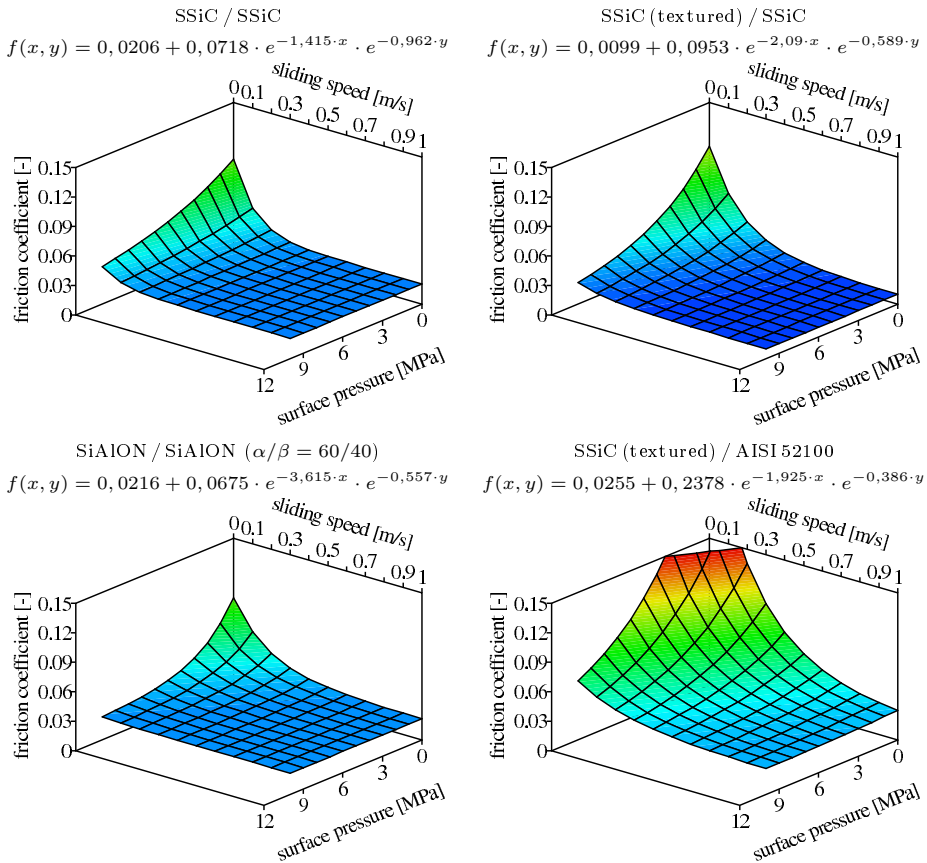 SSiC / SSiC
f(x, y) = 0, 0206 + 0, 0718 · e^{−1,415·x} · e^{−0,962·y}
sliding speed [m/s]
0 0.1 0.3 0.5 0.7 0.9 1
friction coefficient [-]
0.15
0.12
0.09
0.06
0.03
0
0
3
6
9
12
surface pressure [MPa]
SSiC (textured) / SSiC
f(x, y) = 0, 0099 + 0, 0953 · e^{−2,09·x} · e^{−0,589·y}
sliding speed [m/s]
0 0.1 0.3 0.5 0.7 0.9 1
friction coefficient [-]
0.15
0.12
0.09
0.06
0.03
0
0
3
6
9
12
surface pressure [MPa]
SiAlON / SiAlON (α/β = 60/40)
f(x, y) = 0, 0216 + 0, 0675 · e^{−3,615·x} · e^{−0,557·y}
sliding speed [m/s]
0 0.1 0.3 0.5 0.7 0.9 1
friction coefficient [-]
0.15
0.12
0.09
0.06
0.03
0
0
3
6
9
12
surface pressure [MPa]
SSiC (textured) / AISI 52100
f(x, y) = 0, 0255 + 0, 2378 · e^{−1,925·x} · e^{−0,386·y}
sliding speed [m/s]
0 0.1 0.3 0.5 0.7 0.9 1
friction coefficient [-]
0.15
0.12
0.09
0.06
0.03
0
0
3
6
9
12
surface pressure [MPa]